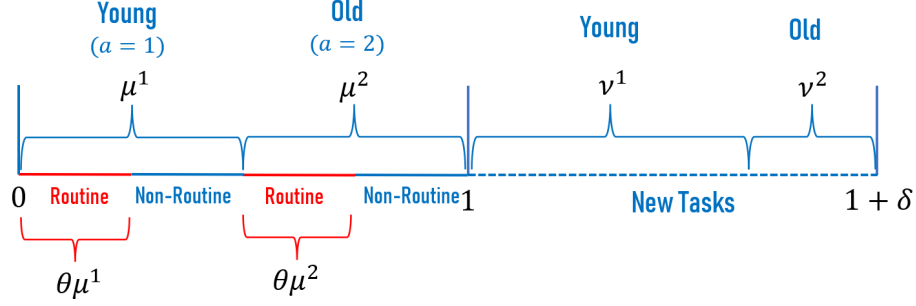 Young Old Young Old
(a = 1) (a = 2)
μ¹ μ² ν¹ ν²
Routine Non-Routine Routine Non-Routine
0 1 New Tasks 1 + δ
θμ¹ θμ²